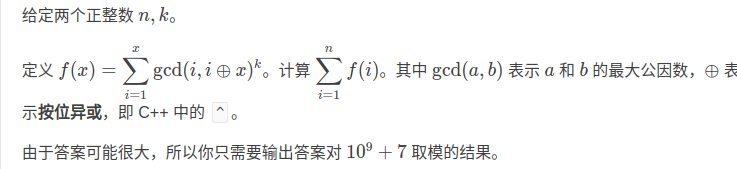 给定两个正整数 $n, k$。
定义 $f(x) = \sum_{i=1}^{x} \gcd(i, i \oplus x)^k$。计算 $\sum_{i=1}^{n} f(i)$。其中 $\gcd(a, b)$ 表示 $a$ 和 $b$ 的最大公因数，$\oplus$ 表
示按位异或，即 C++ 中的 ^ 。
由于答案可能很大，所以你只需要输出答案对 $10^9 + 7$ 取模的结果。